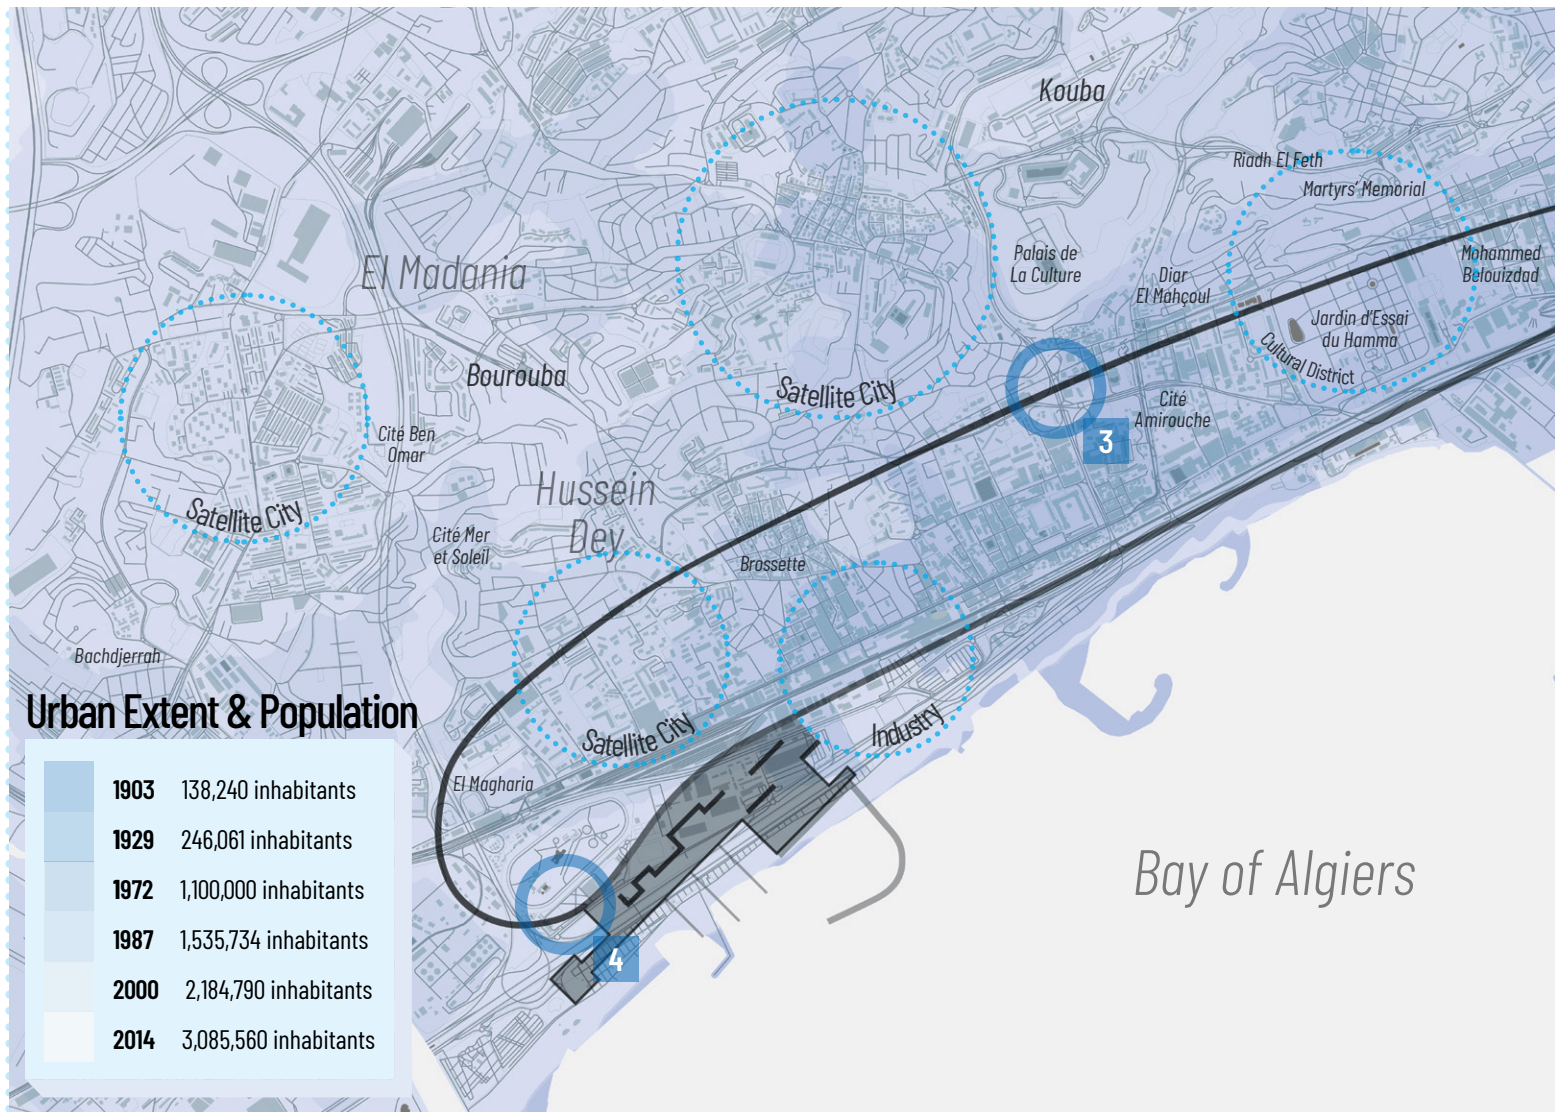 Kouba
Riadh El Feth
Martyrs' Memorial
El Madania
Palais de
La Culture
Diar
El Mahçoul
Mohammed
Belouizdad
Jardin d'Essai
du Hamma
Cultural District
Bourouba
Satellite City
Cité
Amirouche
3
Cité Ben
Omar
Satellite City
Hussein
Dey
Cité Mer
et Soleil
Brossette
Bachdjerrah
Satellite City
Industry
El Magharia
Bay of Algiers
4
Urban Extent & Population
1903 138,240 inhabitants
1929 246,061 inhabitants
1972 1,100,000 inhabitants
1987 1,535,734 inhabitants
2000 2,184,790 inhabitants
2014 3,085,560 inhabitants